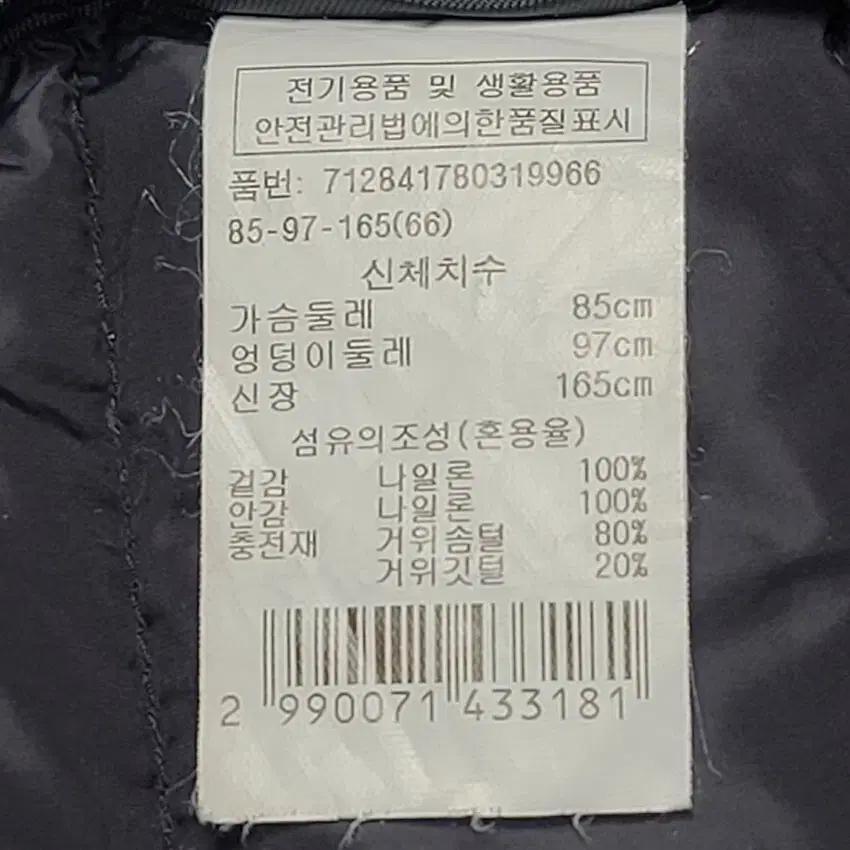 전기용품 및 생활용품
안전관리법에의한품질표시
품번: 712841780319966
85-97-165(66)
신체치수
가슴둘레 85cm
엉덩이둘레 97cm
신장 165cm
섬유의조성(혼용율)
겉감 나일론 100%
안감 나일론 100%
충전재 거위솜털 80%
거위깃털 20%
2 990071 433181